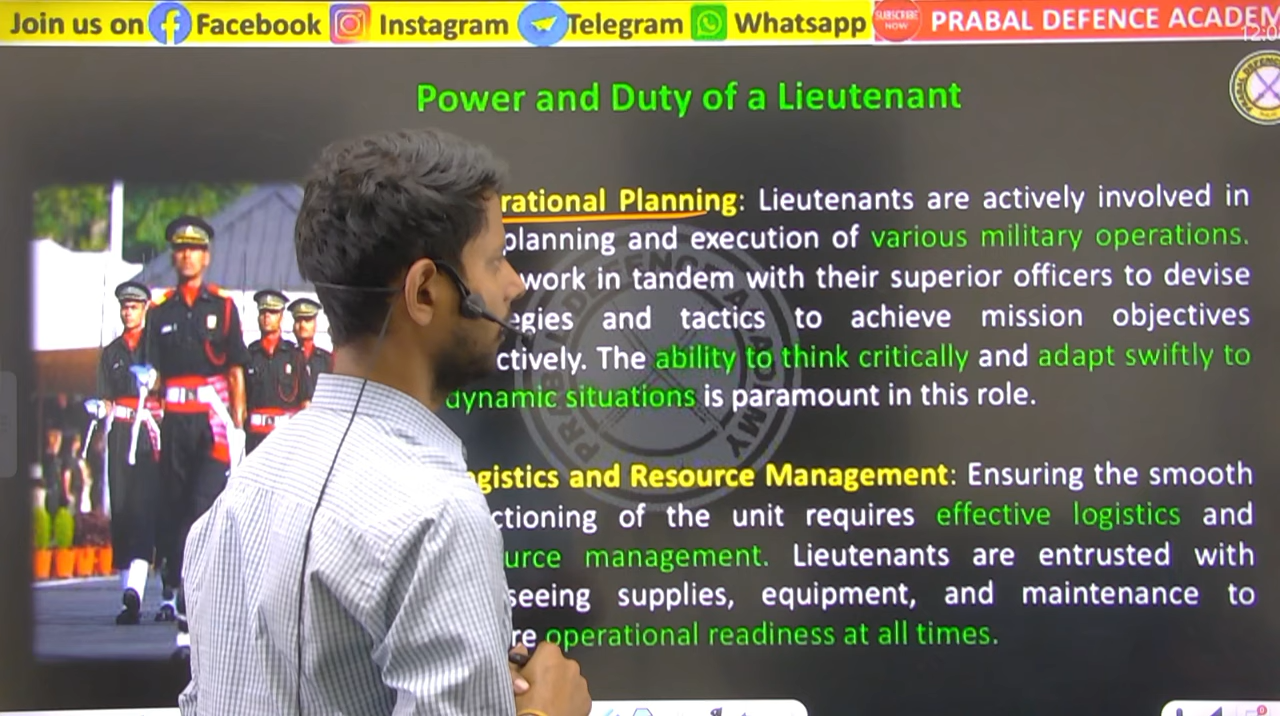 Join us on Facebook Instagram Telegram Whatsapp SUBSCRIBE NOW PRABAL DEFENCE ACADEM
Power and Duty of a Lieutenant
rational Planning: Lieutenants are actively involved in
planning and execution of various military operations.
work in tandem with their superior officers to devise
egies and tactics to achieve mission objectives
ctively. The ability to think critically and adapt swiftly to
dynamic situations is paramount in this role.
gistics and Resource Management: Ensuring the smooth
ctioning of the unit requires effective logistics and
urce management. Lieutenants are entrusted with
seeing supplies, equipment, and maintenance to
re operational readiness at all times.